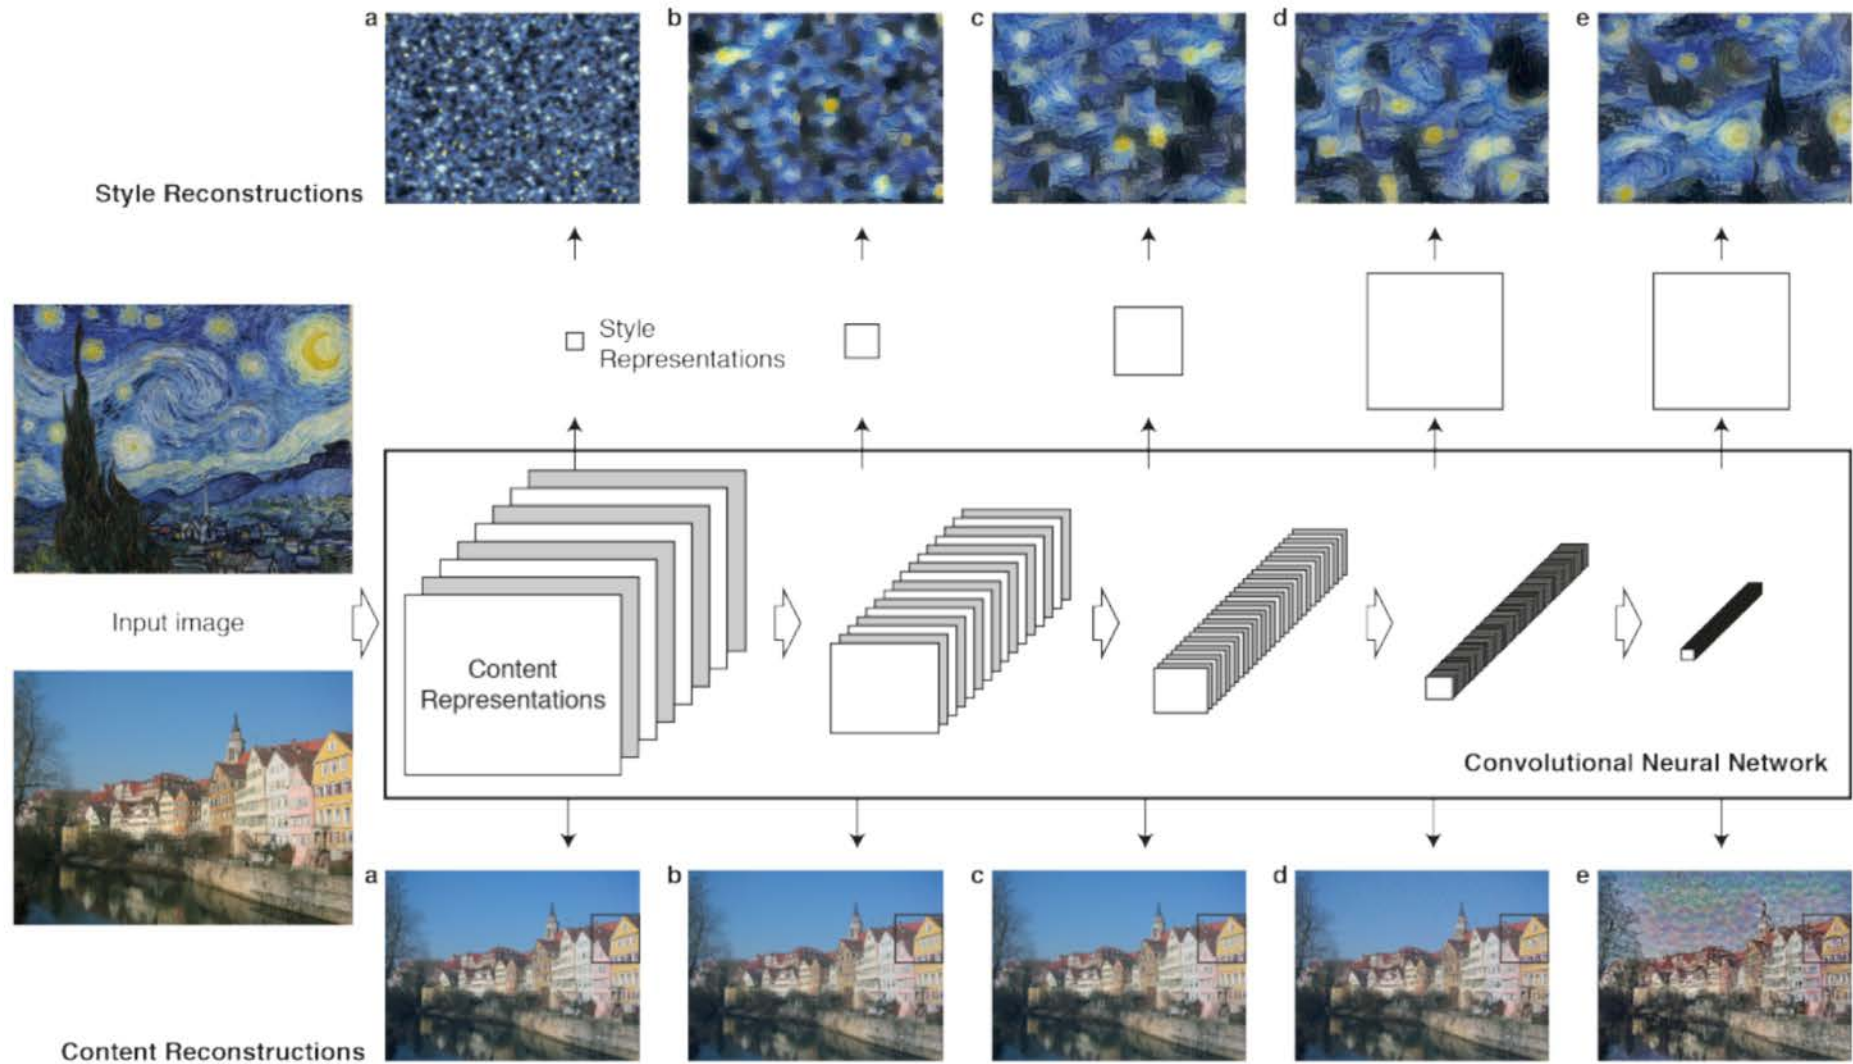 a
b
c
d
e
Style Reconstructions
Style
Representations
Input image
Content
Representations
Convolutional Neural Network
a
b
c
d
e
Content Reconstructions